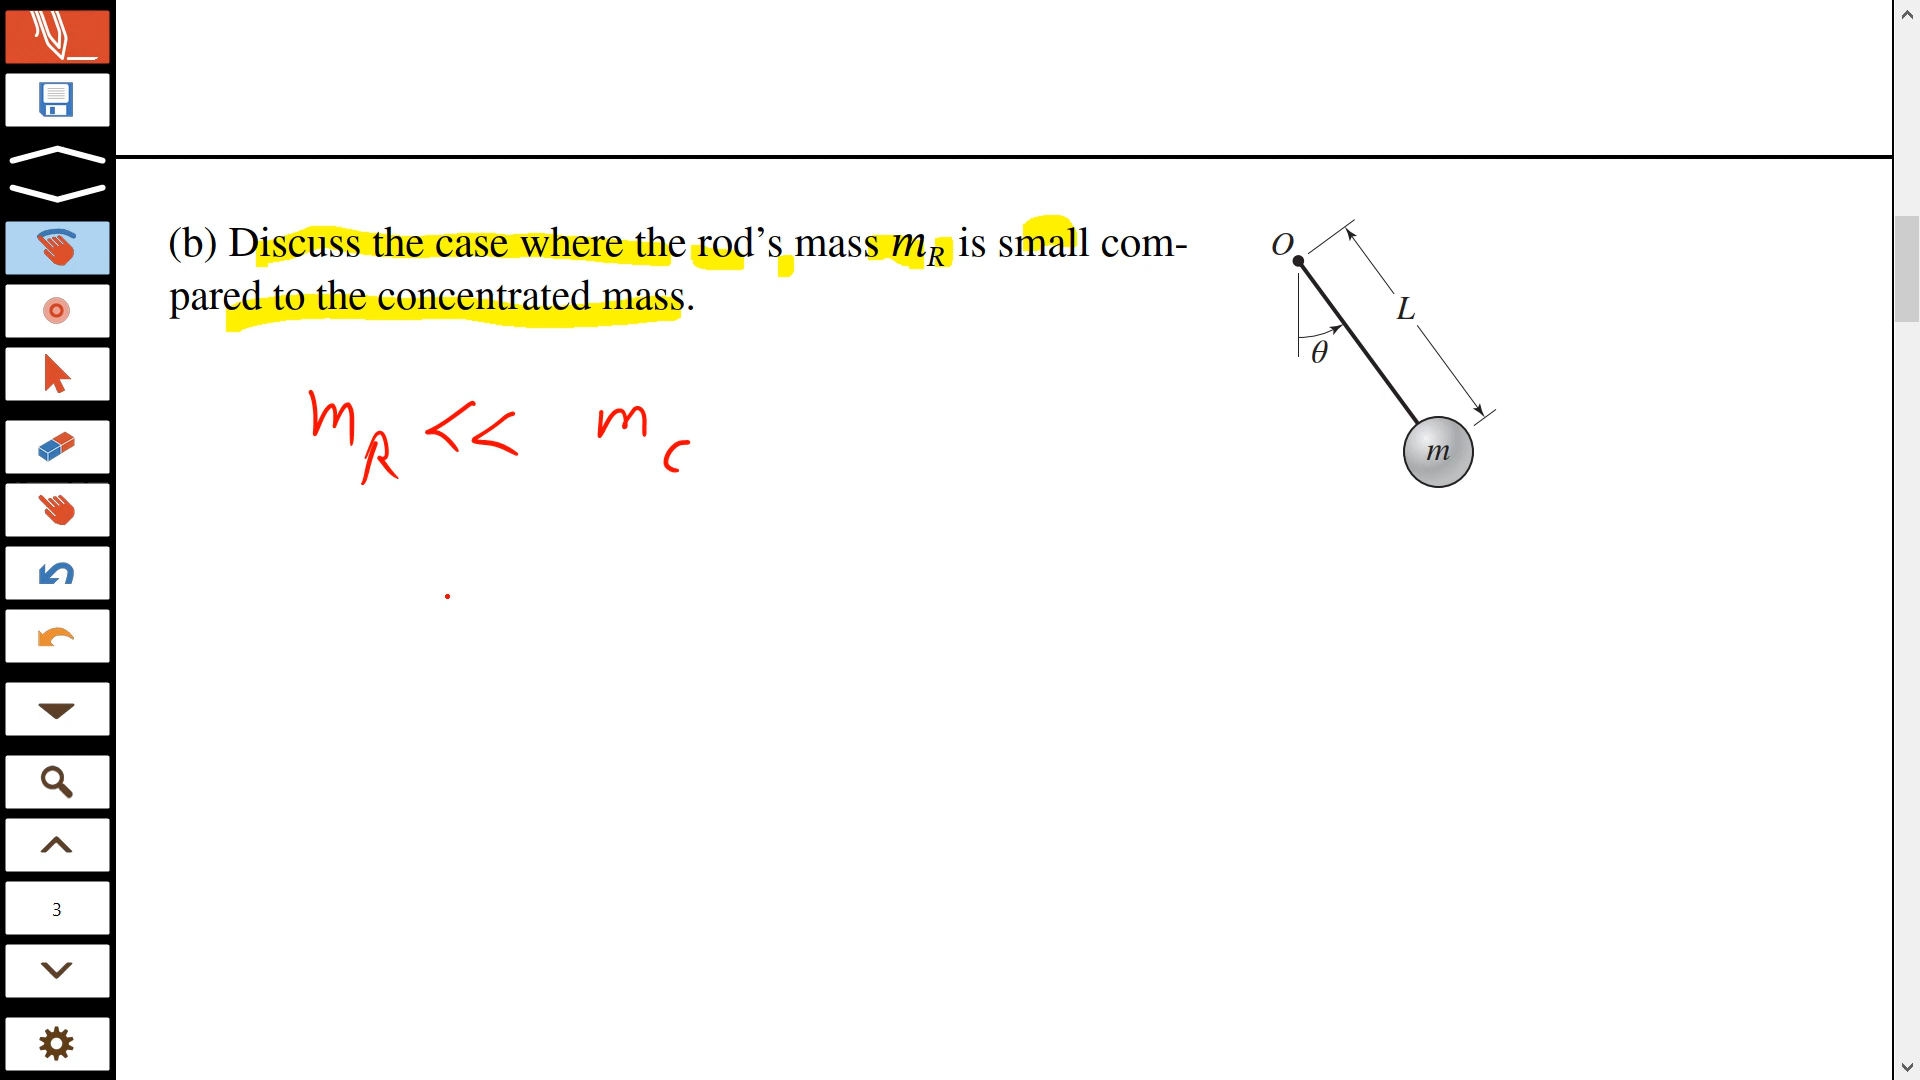 (b) Discuss the case where the rod’s mass m_R is small com-
pared to the concentrated mass.
O
L
θ
m
m_R << m_c
3